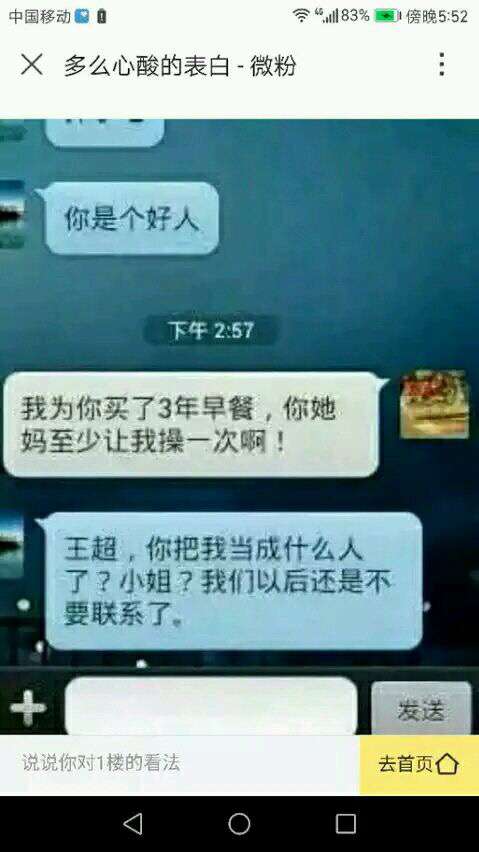 中国移动 4G 83% 傍晚5:52
多么心酸的表白 - 微粉
你是个好人
下午 2:57
我为你买了3年早餐，你她
妈至少让我操一次啊！
王超，你把我当成什么人
了？小姐？我们以后还是不
要联系了。
发送
说说你对1楼的看法 去首页